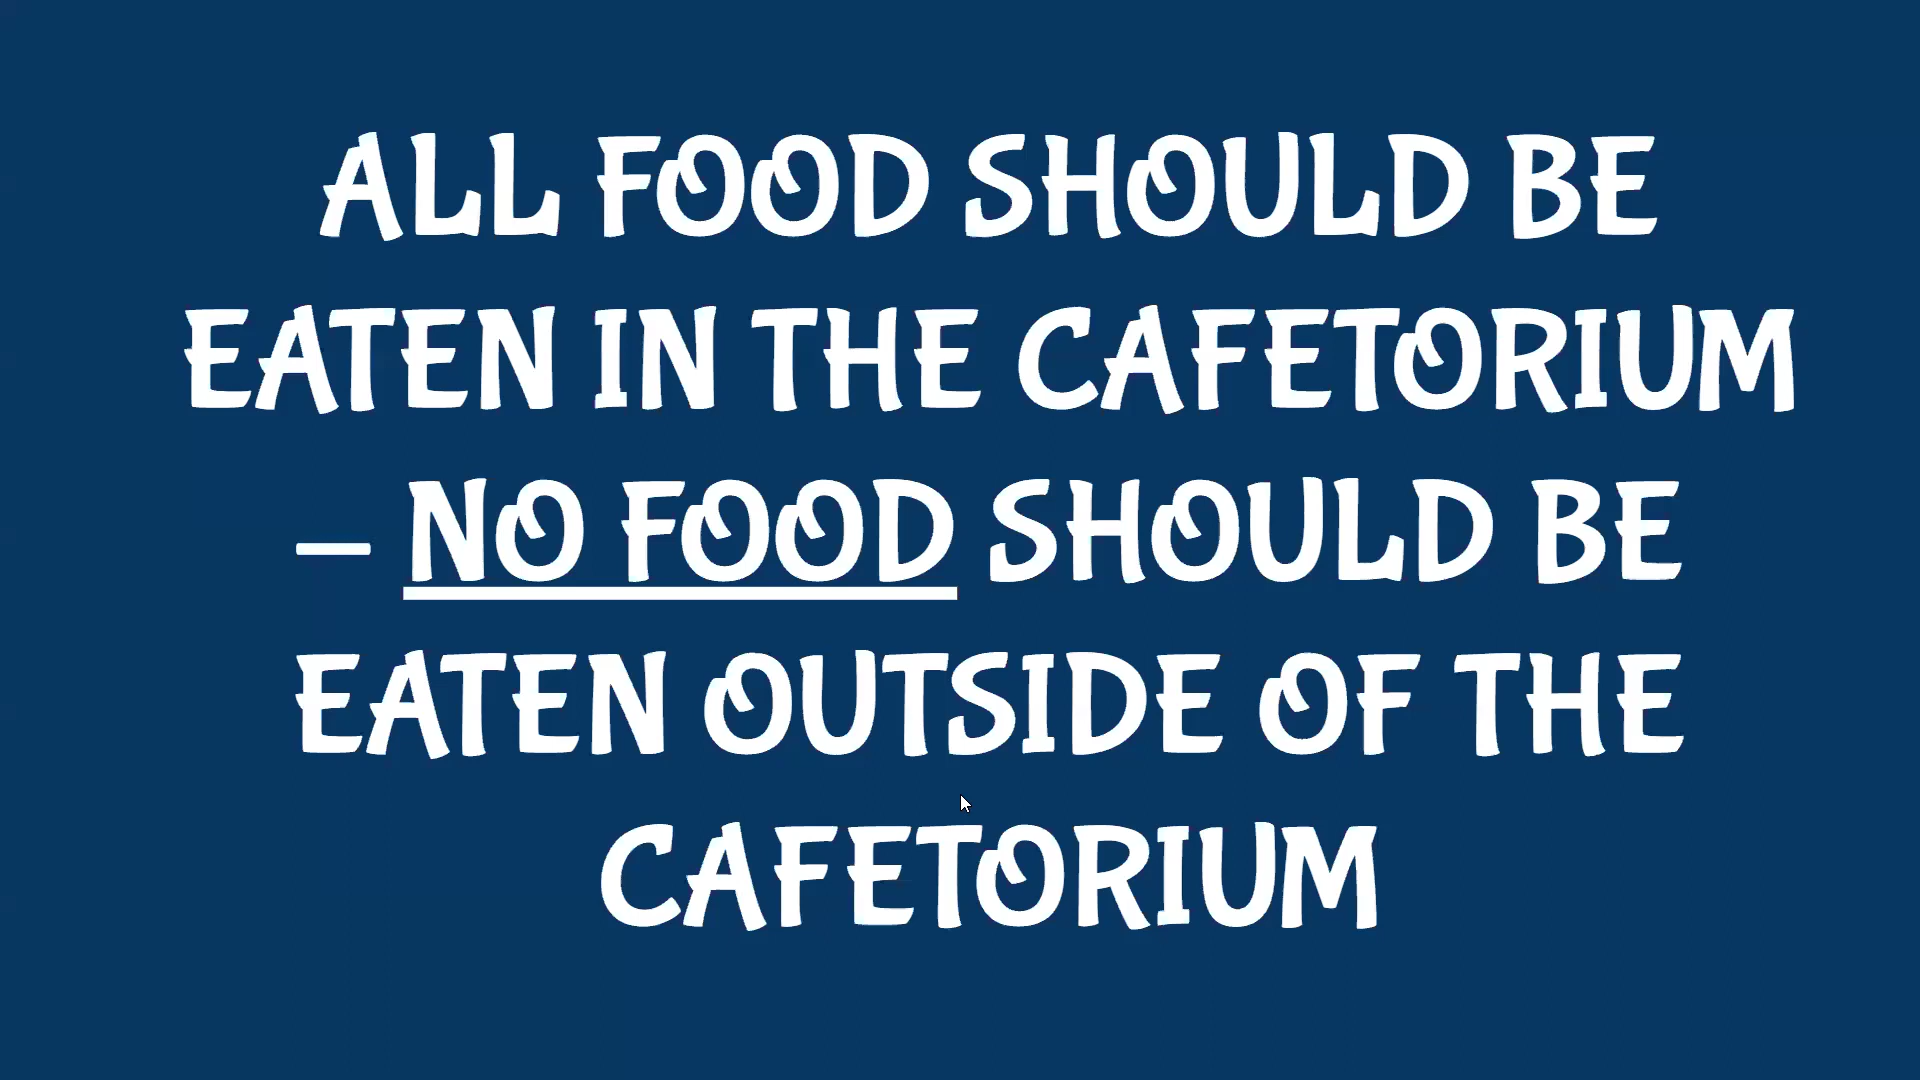 ALL FOOD SHOULD BE
EATEN IN THE CAFETORIUM
– NO FOOD SHOULD BE
EATEN OUTSIDE OF THE
CAFETORIUM